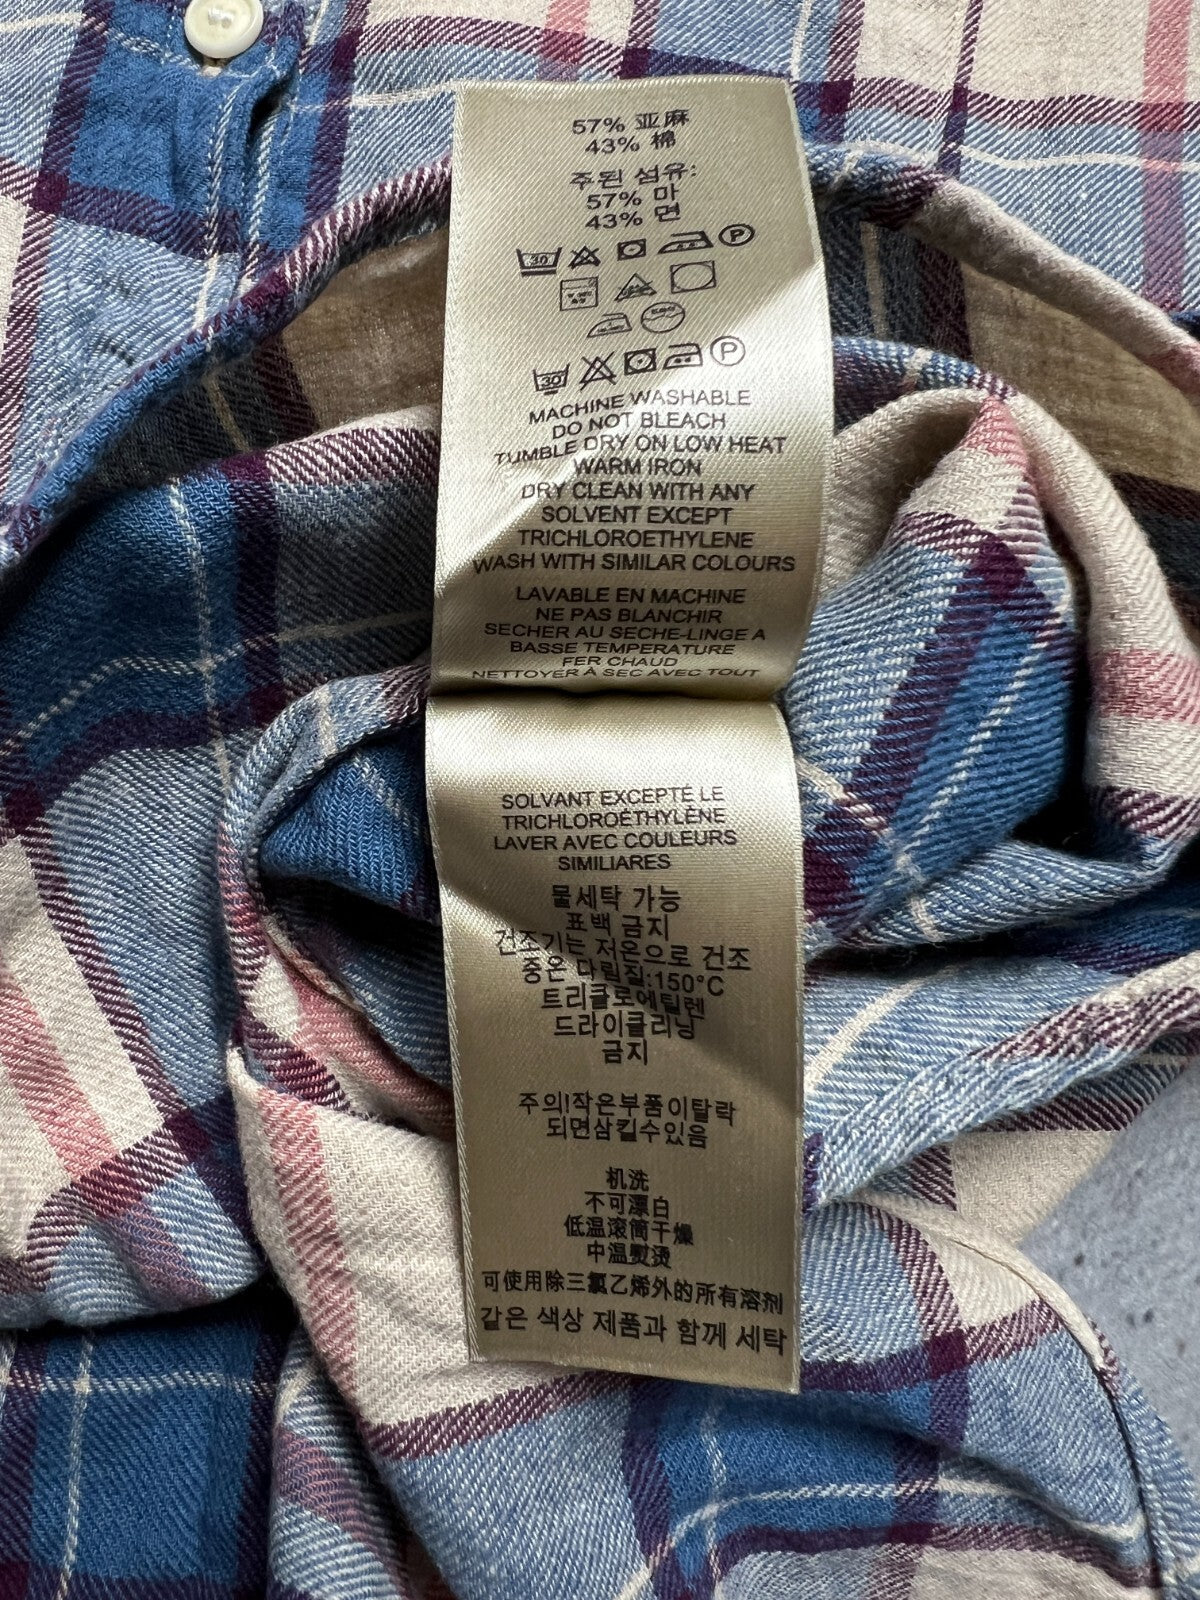 57% 亚麻
43% 棉
주된 섬유:
57% 마
43% 면
30 P
30 P
MACHINE WASHABLE
DO NOT BLEACH
TUMBLE DRY ON LOW HEAT
WARM IRON
DRY CLEAN WITH ANY
SOLVENT EXCEPT
TRICHLOROETHYLENE
WASH WITH SIMILAR COLOURS
LAVABLE EN MACHINE
NE PAS BLANCHIR
SECHER AU SECHE-LINGE A
BASSE TEMPERATURE
FER CHAUD
NETTOYER À SEC AVEC TOUT
SOLVANT EXCEPTÉ LE
TRICHLOROÉTHYLÈNE
LAVER AVEC COULEURS
SIMILIARES
물세탁 가능
표백 금지
건조기는 저온으로 건조
중온 다림질:150°C
트리클로에틸렌
드라이클리닝
금지
주의!작은부품이탈락
되면삼킬수있음
机洗
不可漂白
低温滚筒干燥
中温熨烫
可使用除三氯乙烯外的所有溶剂
같은 색상 제품과 함께 세탁